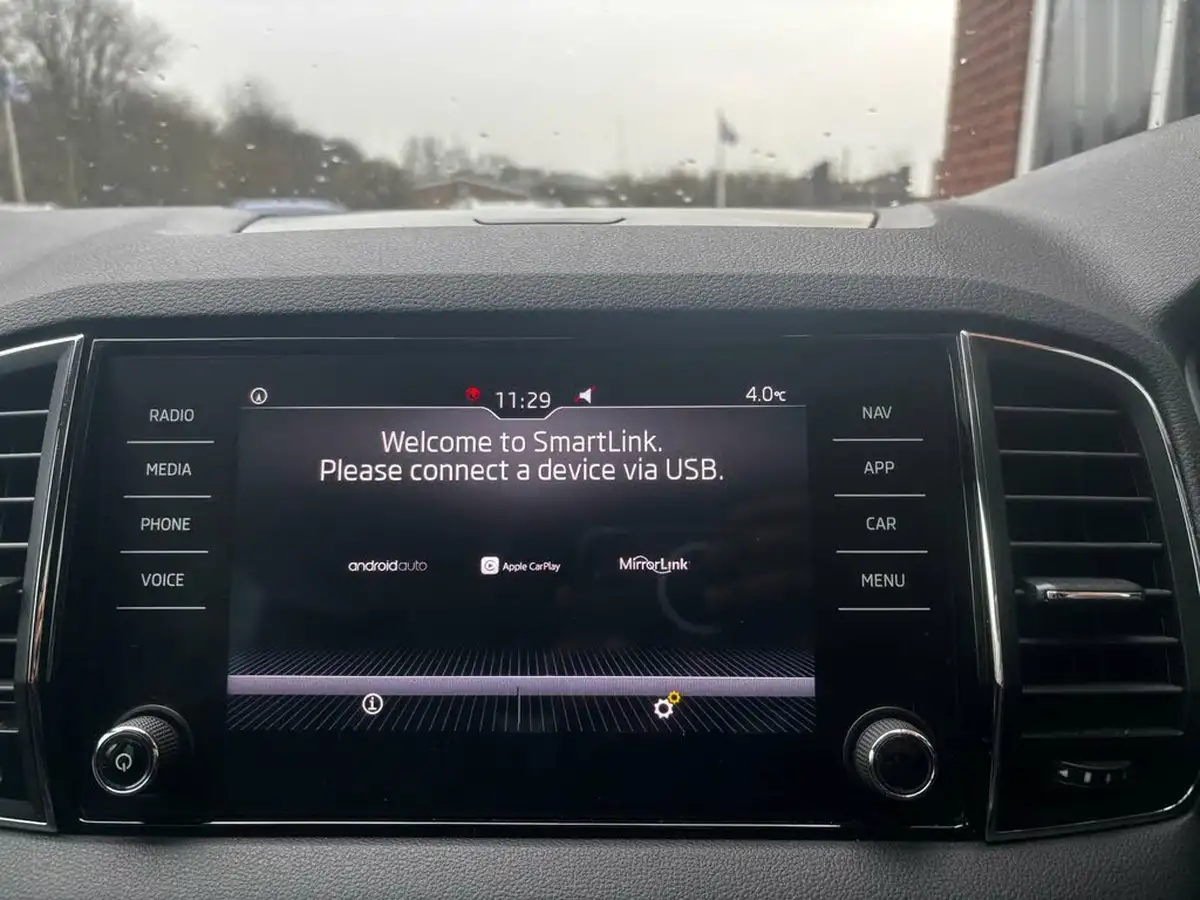 11:29
4.0°C
RADIO
MEDIA
PHONE
VOICE
Welcome to SmartLink.
Please connect a device via USB.
androidauto
Apple CarPlay
MirrorLink
NAV
APP
CAR
MENU